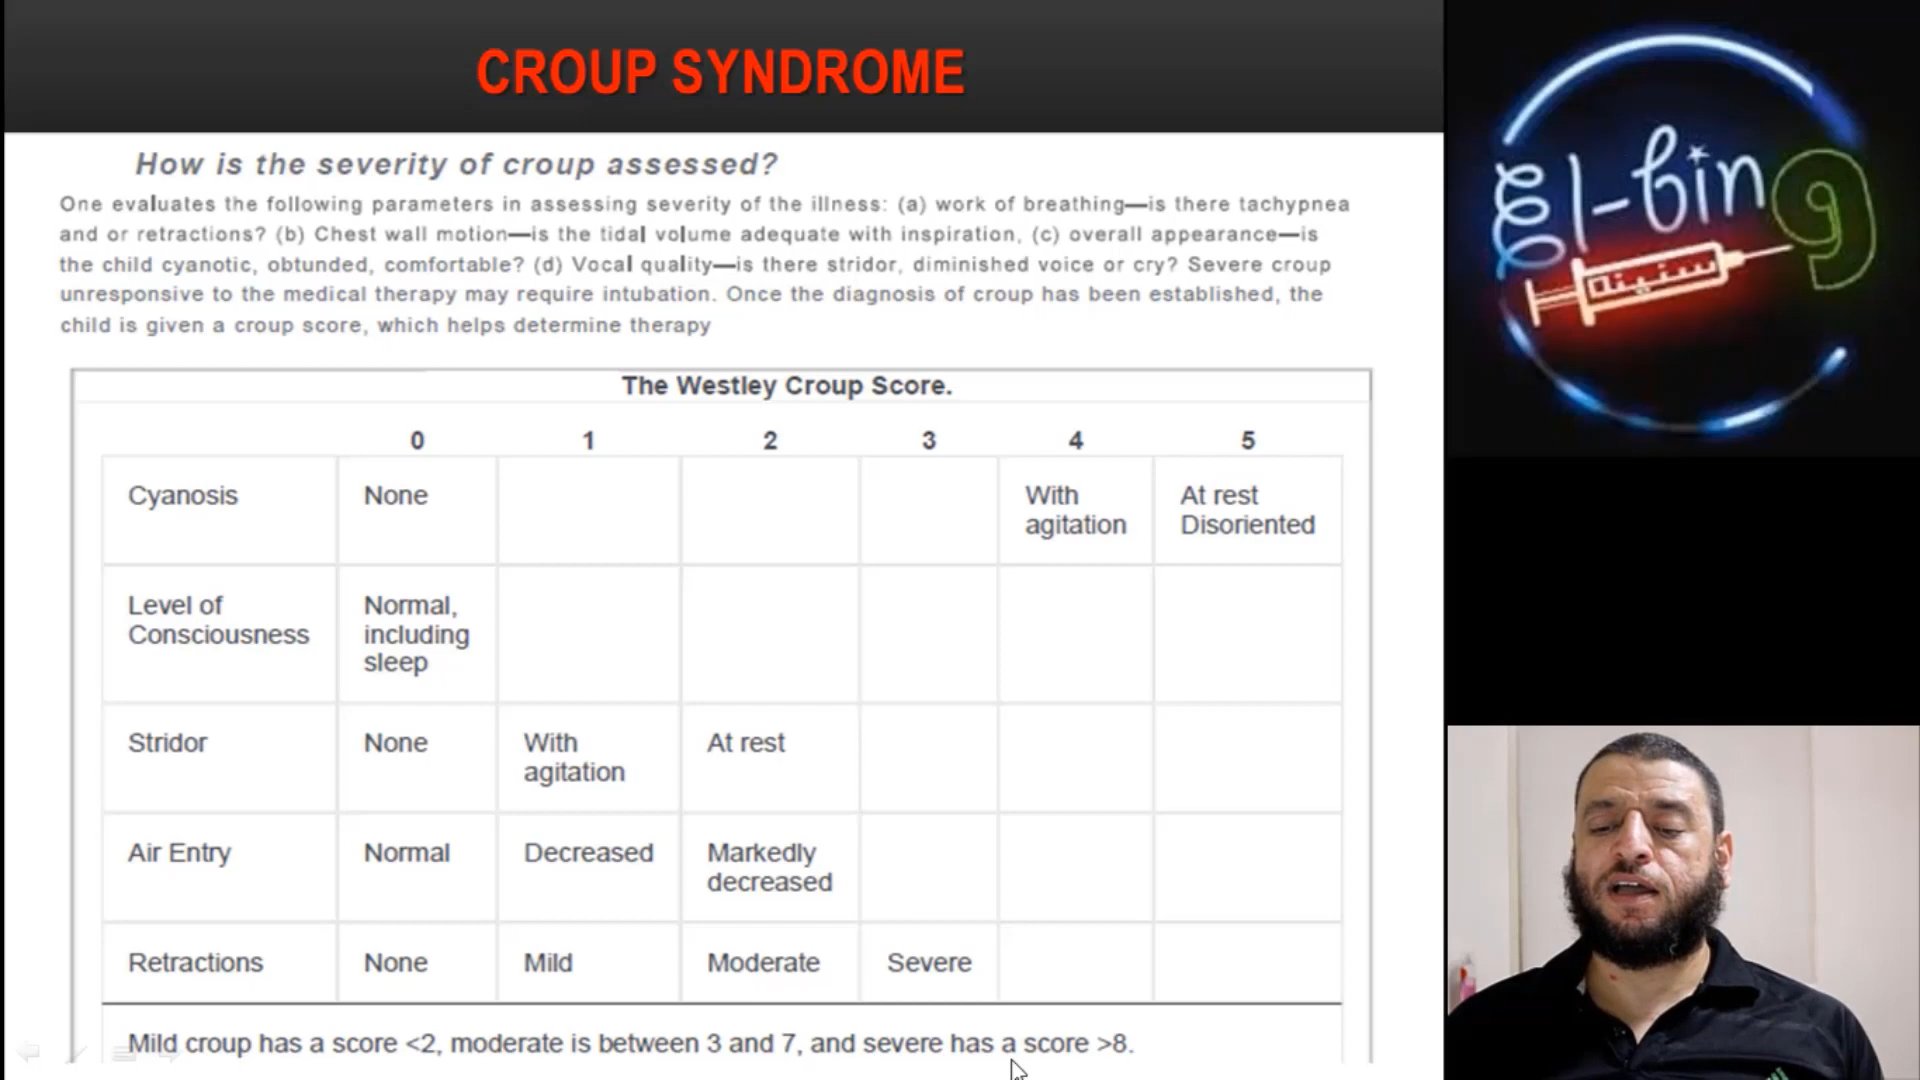 CROUP SYNDROME
How is the severity of croup assessed?
One evaluates the following parameters in assessing severity of the illness: (a) work of breathing—is there tachypnea
and or retractions? (b) Chest wall motion—is the tidal volume adequate with inspiration, (c) overall appearance—is
the child cyanotic, obtunded, comfortable? (d) Vocal quality—is there stridor, diminished voice or cry? Severe croup
unresponsive to the medical therapy may require intubation. Once the diagnosis of croup has been established, the
child is given a croup score, which helps determine therapy
The Westley Croup Score.
0 1 2 3 4 5
Cyanosis None With agitation At rest Disoriented
Level of Consciousness Normal, including sleep
Stridor None With agitation At rest
Air Entry Normal Decreased Markedly decreased
Retractions None Mild Moderate Severe
Mild croup has a score <2, moderate is between 3 and 7, and severe has a score >8.
El-bin9